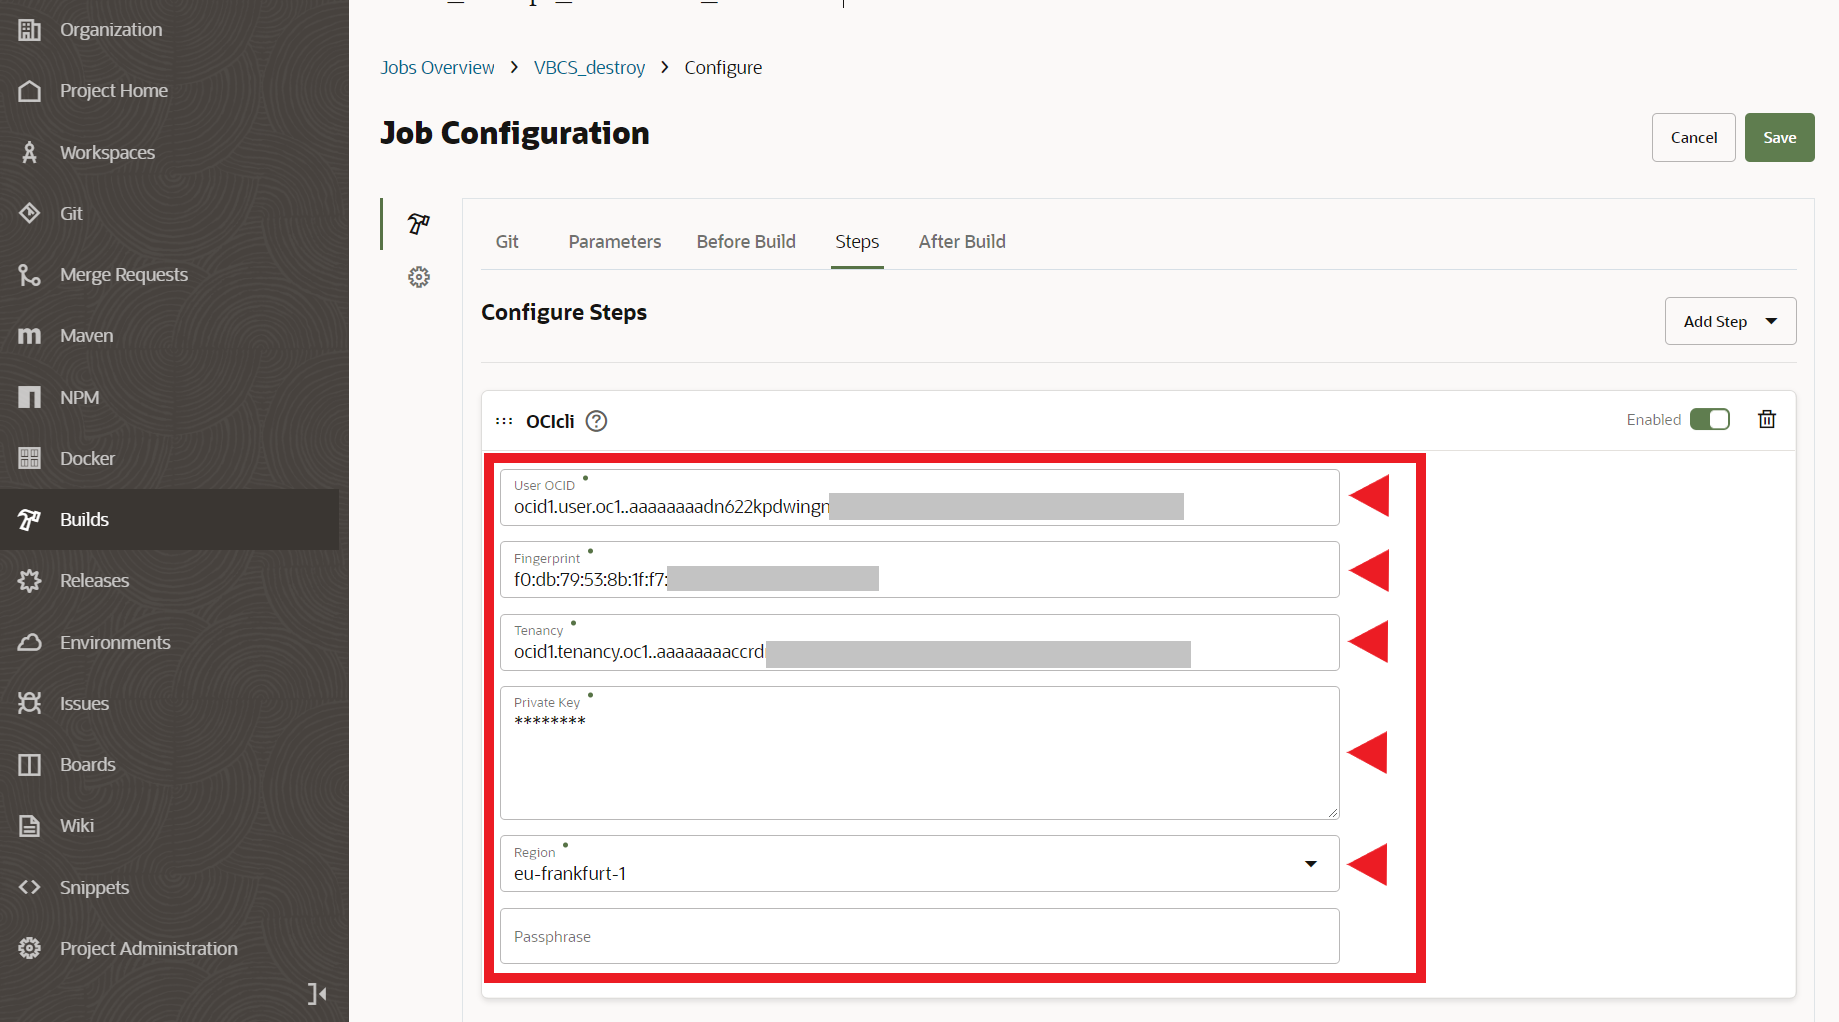 Organization
Project Home
Workspaces
Git
Merge Requests
Maven
NPM
Docker
Builds
Releases
Environments
Issues
Boards
Wiki
Snippets
Project Administration
Jobs Overview > VBCS_destroy > Configure
Job Configuration
Cancel
Save
Git Parameters Before Build Steps After Build
Configure Steps
Add Step
OCIcli
Enabled
User OCID
ocid1.user.oc1..aaaaaaaadn622kpdwingn
Fingerprint
f0:db:79:53:8b:1f:f7:
Tenancy
ocid1.tenancy.oc1..aaaaaaaaccrd
Private Key
********
Region
eu-frankfurt-1
Passphrase